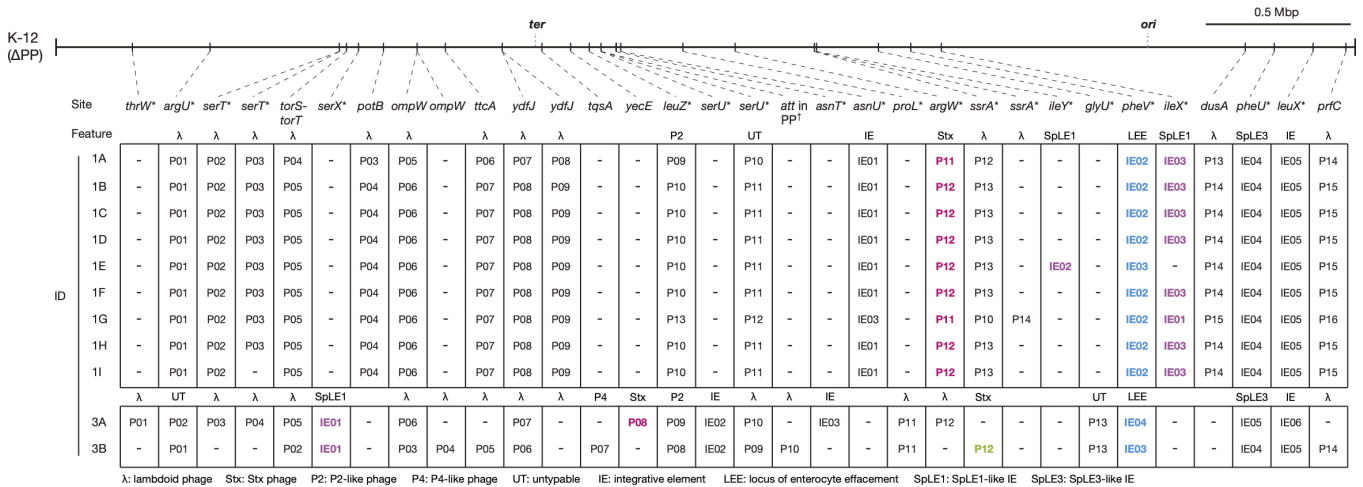 0.5 Mbp
ter ori
K-12
(ΔPP)
Site thrW* argU* serT* serT* torS-torT serX* potB ompW ompW ttcA ydfJ ydfJ tqsA yecE leuZ* serU* serU* att in PP† asnT* asnU* proL* argW* ssrA* ssrA* ileY* glyU* pheV* ileX* dusA pheU* leuX* prfC
Feature λ λ λ λ λ λ λ λ λ P2 UT IE Stx λ λ SpLE1 LEE SpLE1 λ SpLE3 IE λ
ID
1A - P01 P02 P03 P04 - P03 P05 - P06 P07 P08 - - P09 - P10 - - IE01 - P11 P12 - - - IE02 IE03 P13 IE04 IE05 P14
1B - P01 P02 P03 P05 - P04 P06 - P07 P08 P09 - - P10 - P11 - - IE01 - P12 P13 - - - IE02 IE03 P14 IE04 IE05 P15
1C - P01 P02 P03 P05 - P04 P06 - P07 P08 P09 - - P10 - P11 - - IE01 - P12 P13 - - - IE02 IE03 P14 IE04 IE05 P15
1D - P01 P02 P03 P05 - P04 P06 - P07 P08 P09 - - P10 - P11 - - IE01 - P12 P13 - - - IE02 IE03 P14 IE04 IE05 P15
1E - P01 P02 P03 P05 - P04 P06 - P07 P08 P09 - - P10 - P11 - - IE01 - P12 P13 - IE02 - IE03 - P14 IE04 IE05 P15
1F - P01 P02 P03 P05 - P04 P06 - P07 P08 P09 - - P10 - P11 - - IE01 - P12 P13 - - - IE02 IE03 P14 IE04 IE05 P15
1G - P01 P02 P03 P05 - P04 P06 - P07 P08 P09 - - P13 - P12 - - IE03 - P11 P10 P14 - - IE02 IE01 P15 IE04 IE05 P16
1H - P01 P02 P03 P05 - P04 P06 - P07 P08 P09 - - P10 - P11 - - IE01 - P12 P13 - - - IE02 IE03 P14 IE04 IE05 P15
1I - P01 P02 - P05 - P04 P06 - P07 P08 P09 - - P10 - P11 - - IE01 - P12 P13 - - - IE02 IE03 P14 IE04 IE05 P15
λ UT λ λ λ SpLE1 λ λ λ λ P4 Stx P2 IE λ λ IE λ λ Stx UT LEE SpLE3 IE λ
3A P01 P02 P03 P04 P05 IE01 - P06 - - P07 - - P08 P09 IE02 P10 - IE03 - P11 P12 - - - P13 IE04 - - IE05 IE06 -
3B - P01 - - P02 IE01 - P03 P04 P05 P06 - P07 - P08 IE02 P09 P10 - - P11 - P12 - - P13 IE03 - - IE04 IE05 P14
λ: lambdoid phage Stx: Stx phage P2: P2-like phage P4: P4-like phage UT: untypable IE: integrative element LEE: locus of enterocyte effacement SpLE1: SpLE1-like IE SpLE3: SpLE3-like IE